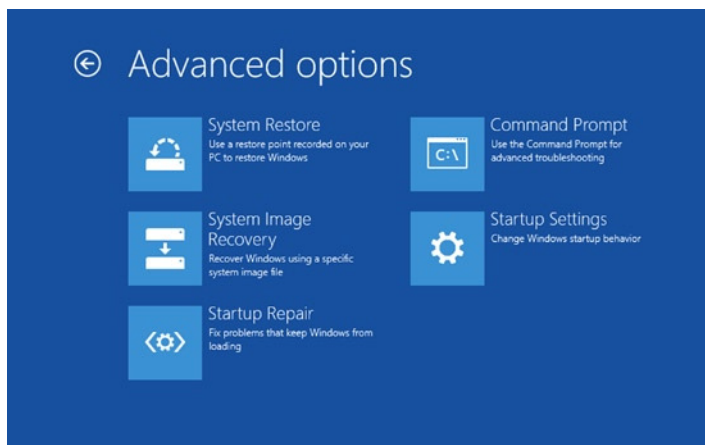 Advanced options
System Restore
Use a restore point recorded on your
PC to restore Windows
Command Prompt
Use the Command Prompt for
advanced troubleshooting
C:\
System Image
Recovery
Recover Windows using a specific
system image file
Startup Settings
Change Windows startup behavior
Startup Repair
Fix problems that keep Windows from
loading